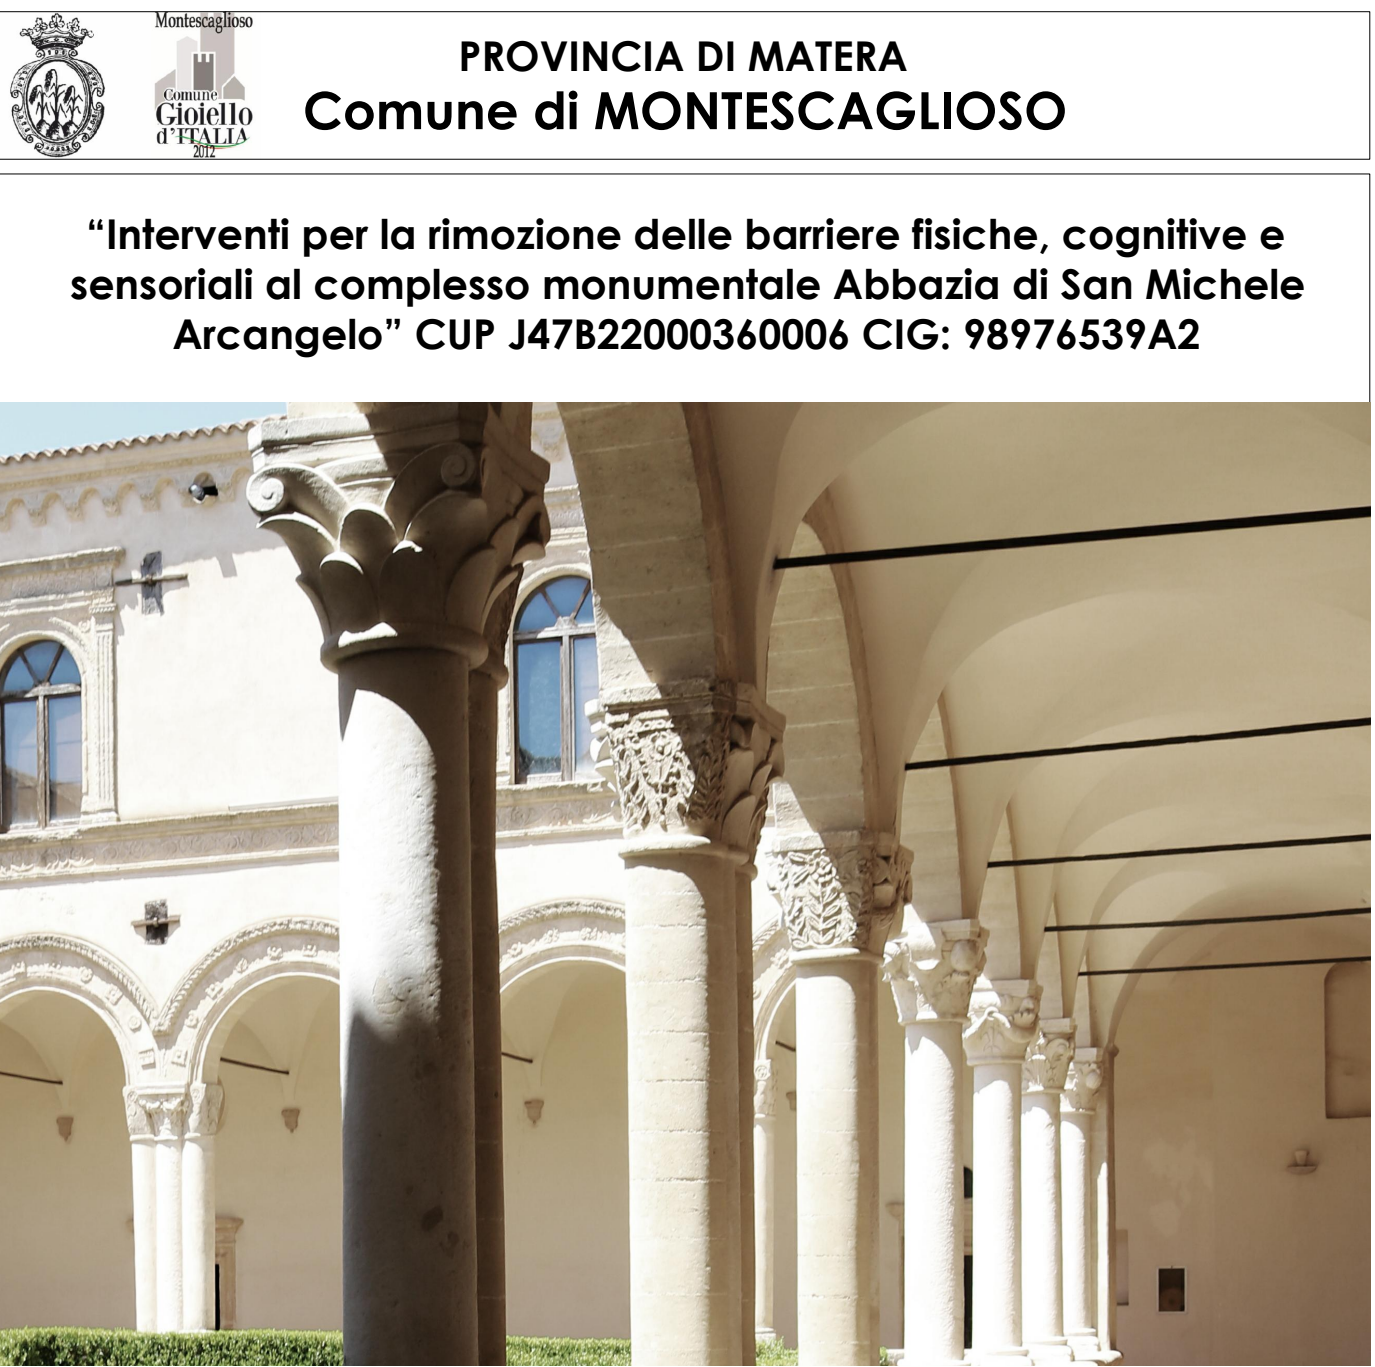 Montescaglioso
Comune
Gioiello
d'ITALIA
2012
PROVINCIA DI MATERA
Comune di MONTESCAGLIOSO
“Interventi per la rimozione delle barriere fisiche, cognitive e
sensoriali al complesso monumentale Abbazia di San Michele
Arcangelo” CUP J47B22000360006 CIG: 98976539A2